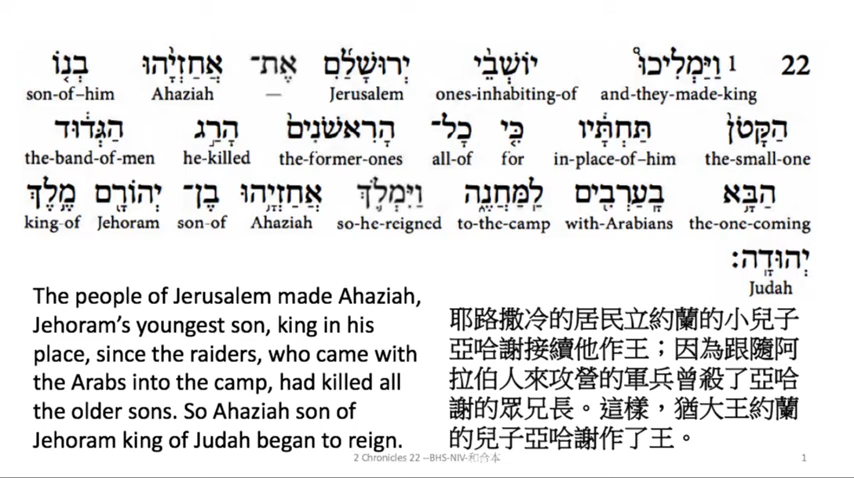 22 1 וַיַּמְלִיכוּ֩ יוֹשְׁבֵ֨י יְרוּשָׁלִַ֜ם אֶת־ אֲחַזְיָ֨הוּ בְנ֤וֹ
and-they-made-king ones-inhabiting-of Jerusalem — Ahaziah son-of-him
הַקָּטֹן֙ תַּחְתָּ֔יו כִּ֤י כָל־ הָרִאשֹׁנִים֙ הָרַ֣ג הַגְּד֔וּד
the-small-one in-place-of-him for all-of the-former-ones he-killed the-band-of-men
הַבָּ֥א בָֽעַרְבִ֖ים לַֽמַּחֲנֶ֑ה וַיִּמְלֹ֛ךְ אֲחַזְיָ֥הוּ בֶן־ יְהוֹרָ֖ם מֶ֥לֶךְ
the-one-coming with-Arabians to-the-camp so-he-reigned Ahaziah son-of Jehoram king-of
יְהוּדָֽה׃
Judah
The people of Jerusalem made Ahaziah,
Jehoram’s youngest son, king in his
place, since the raiders, who came with
the Arabs into the camp, had killed all
the older sons. So Ahaziah son of
Jehoram king of Judah began to reign.
耶路撒冷的居民立約蘭的小兒子
亞哈謝接續他作王；因為跟隨阿
拉伯人來攻營的軍兵曾殺了亞哈
謝的眾兄長。這樣，猶大王約蘭
的兒子亞哈謝作了王。
2 Chronicles 22 --BHS-NIV-和合本
1